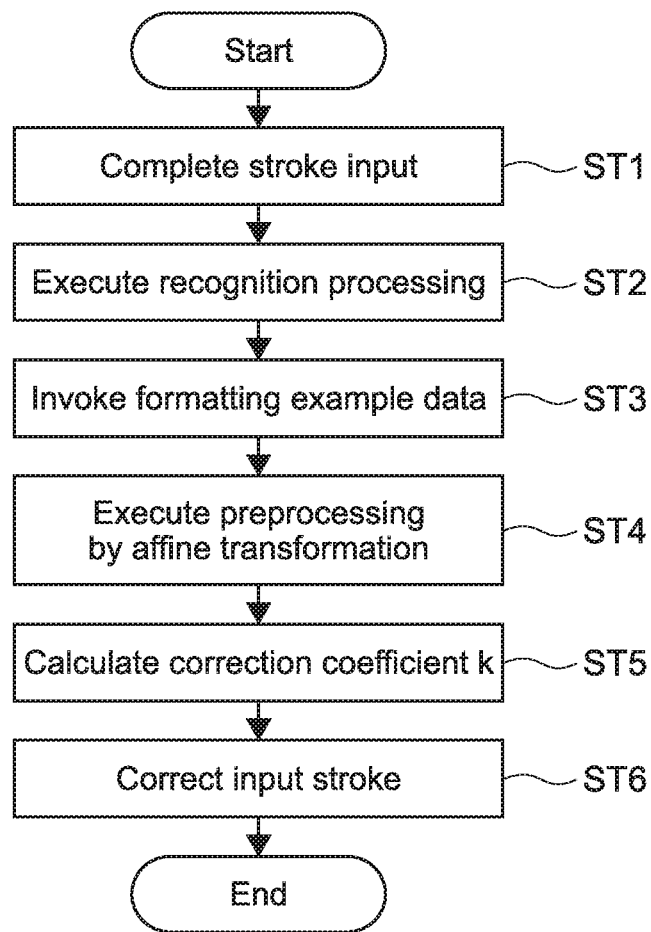 Start
Complete stroke input ST1
Execute recognition processing ST2
Invoke formatting example data ST3
Execute preprocessing
by affine transformation ST4
Calculate correction coefficient k ST5
Correct input stroke ST6
End